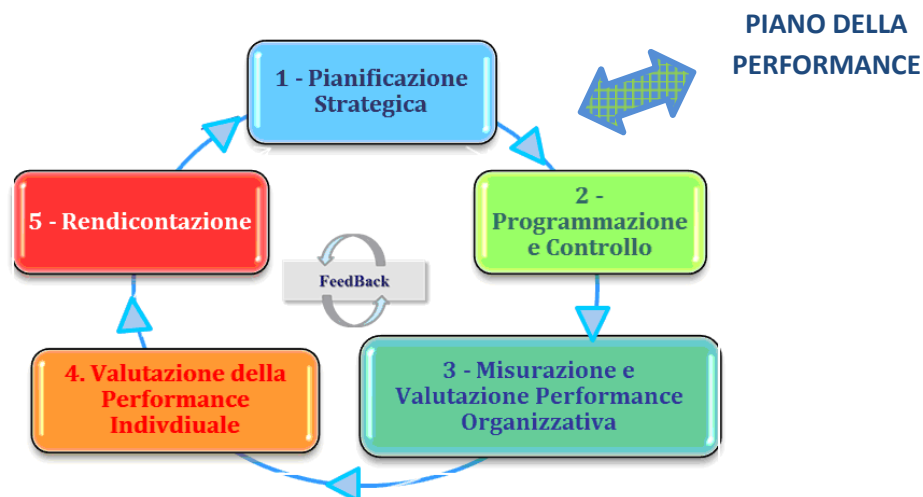 PIANO DELLA
PERFORMANCE
1 - Pianificazione
Strategica
2 -
Programmazione
e Controllo
3 - Misurazione e
Valutazione Performance
Organizzativa
4. Valutazione della
Performance
Indivdiuale
5 - Rendicontazione
FeedBack